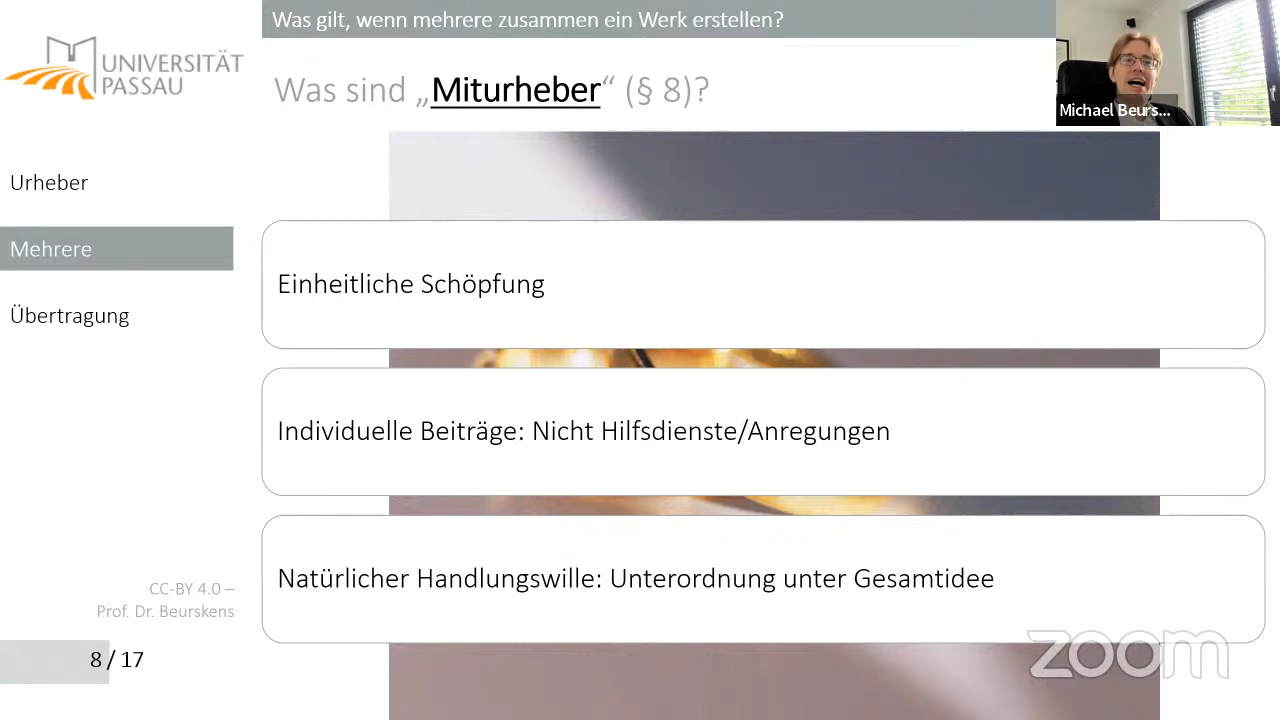 Was gilt, wenn mehrere zusammen ein Werk erstellen?
UNIVERSITÄT
PASSAU
Was sind „Miturheber“ (§ 8)?
Michael Beurs...
Urheber
Mehrere
Übertragung
Einheitliche Schöpfung
Individuelle Beiträge: Nicht Hilfsdienste/Anregungen
Natürlicher Handlungswille: Unterordnung unter Gesamtidee
CC-BY 4.0 –
Prof. Dr. Beurskens
8 / 17
zoom